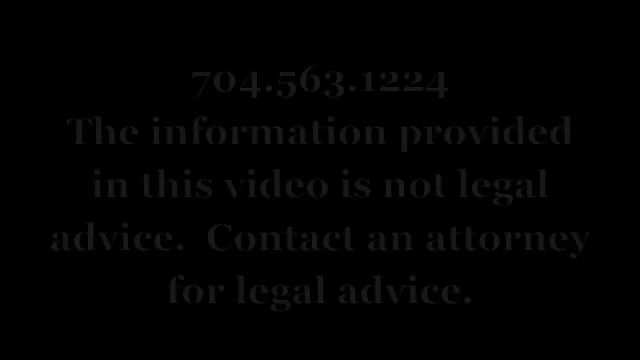 704.563.1224
The information provided
in this video is not legal
advice.  Contact an attorney
for legal advice.